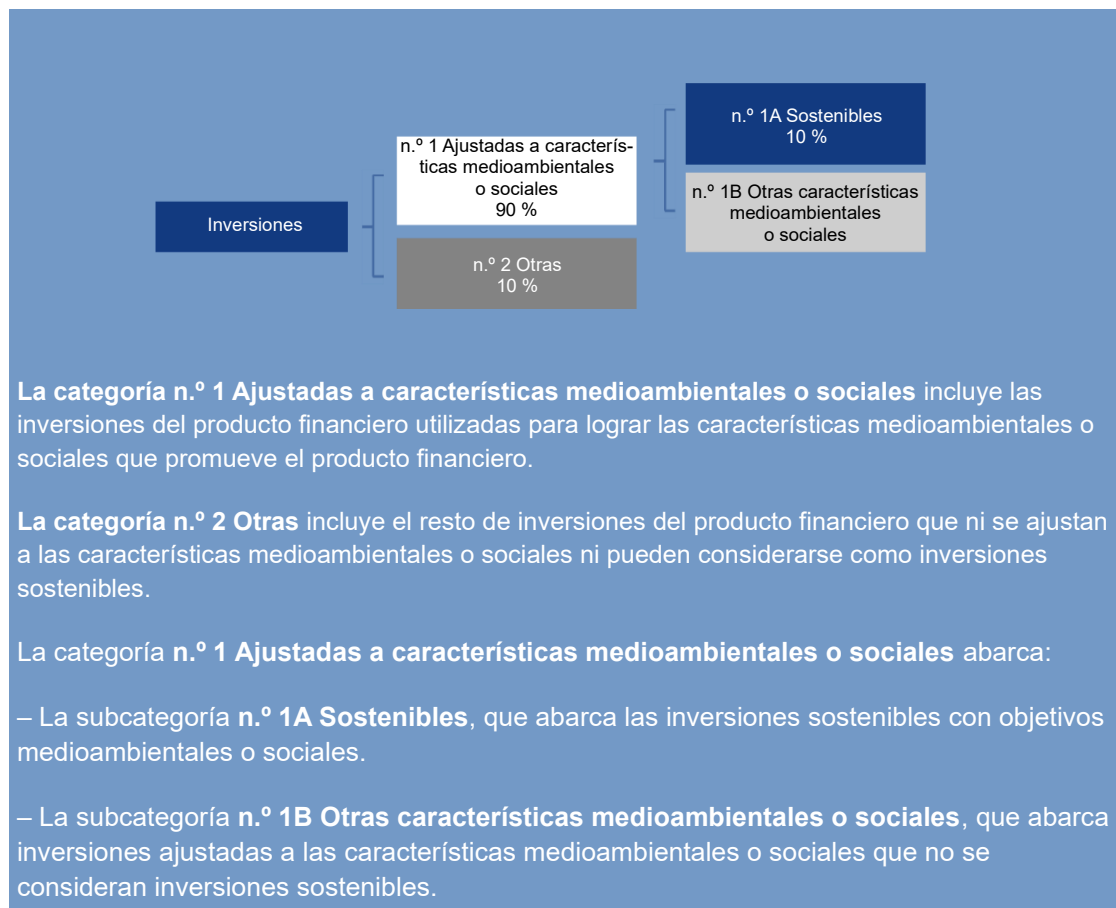 Inversiones
n.º 1 Ajustadas a caracterís-
ticas medioambientales
o sociales
90 %
n.º 2 Otras
10 %
n.º 1A Sostenibles
10 %
n.º 1B Otras características
medioambientales
o sociales
La categoría n.º 1 Ajustadas a características medioambientales o sociales incluye las
inversiones del producto financiero utilizadas para lograr las características medioambientales o
sociales que promueve el producto financiero.
La categoría n.º 2 Otras incluye el resto de inversiones del producto financiero que ni se ajustan
a las características medioambientales o sociales ni pueden considerarse como inversiones
sostenibles.
La categoría n.º 1 Ajustadas a características medioambientales o sociales abarca:
– La subcategoría n.º 1A Sostenibles, que abarca las inversiones sostenibles con objetivos
medioambientales o sociales.
– La subcategoría n.º 1B Otras características medioambientales o sociales, que abarca
inversiones ajustadas a las características medioambientales o sociales que no se
consideran inversiones sostenibles.